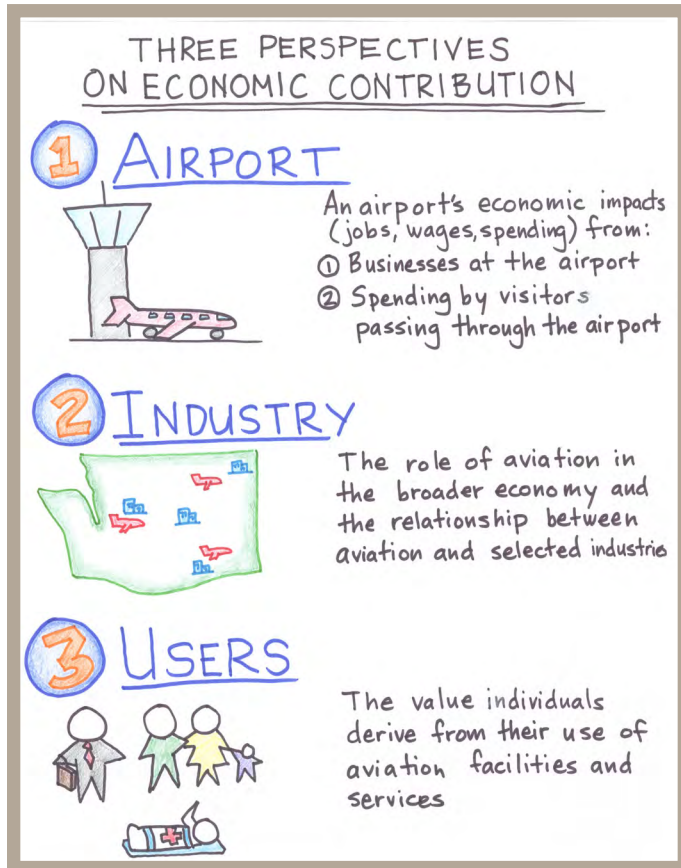 THREE PERSPECTIVES
ON ECONOMIC CONTRIBUTION
1 AIRPORT
An airport's economic impacts
(jobs, wages, spending) from:
① Businesses at the airport
② Spending by visitors
passing through the airport
2 INDUSTRY
The role of aviation in
the broader economy and
the relationship between
aviation and selected industries
3 USERS
The value individuals
derive from their use of
aviation facilities and
services